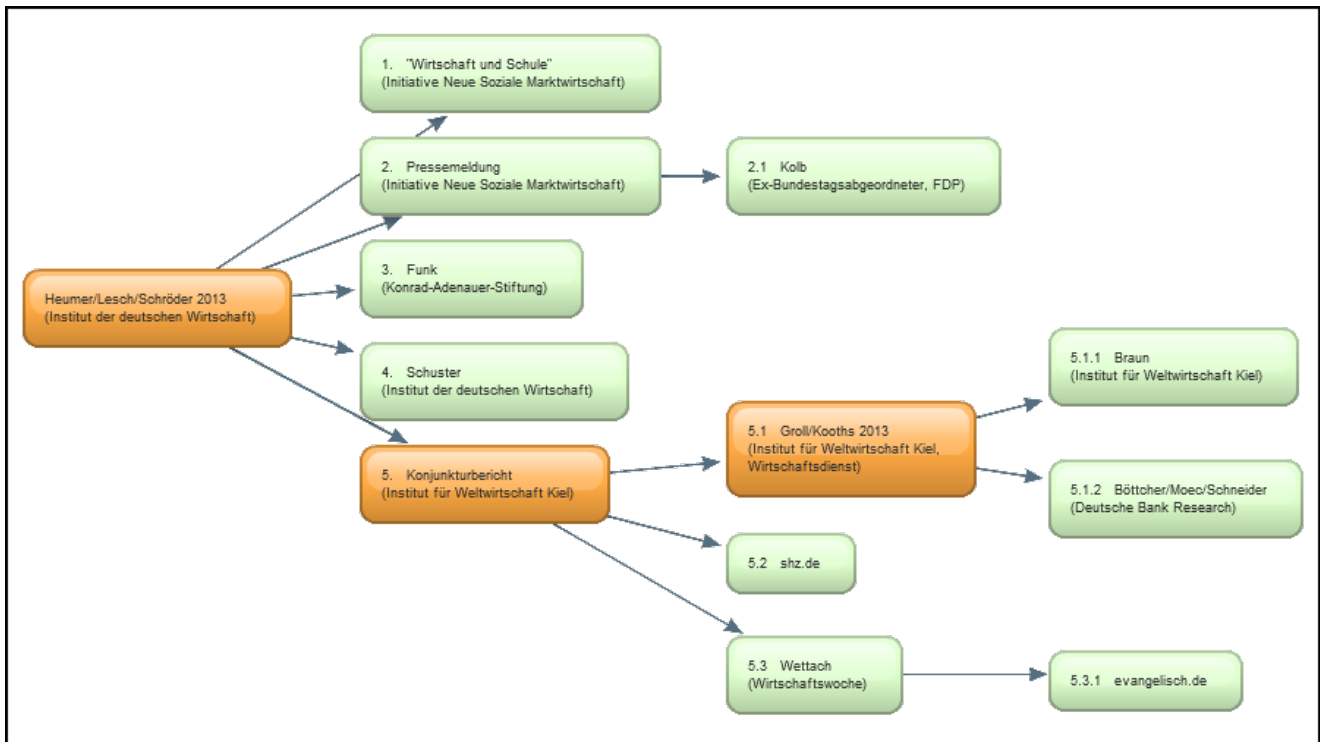 1. "Wirtschaft und Schule"
(Initiative Neue Soziale Marktwirtschaft)
2. Pressemeldung
(Initiative Neue Soziale Marktwirtschaft)
2.1 Kolb
(Ex-Bundestagsabgeordneter, FDP)
3. Funk
(Konrad-Adenauer-Stiftung)
Heumer/Lesch/Schröder 2013
(Institut der deutschen Wirtschaft)
4. Schuster
(Institut der deutschen Wirtschaft)
5. Konjunkturbericht
(Institut für Weltwirtschaft Kiel)
5.1 Groll/Kooths 2013
(Institut für Weltwirtschaft Kiel,
Wirtschaftsdienst)
5.1.1 Braun
(Institut für Weltwirtschaft Kiel)
5.1.2 Böttcher/Moec/Schneider
(Deutsche Bank Research)
5.2 shz.de
5.3 Wettach
(Wirtschaftswoche)
5.3.1 evangelisch.de